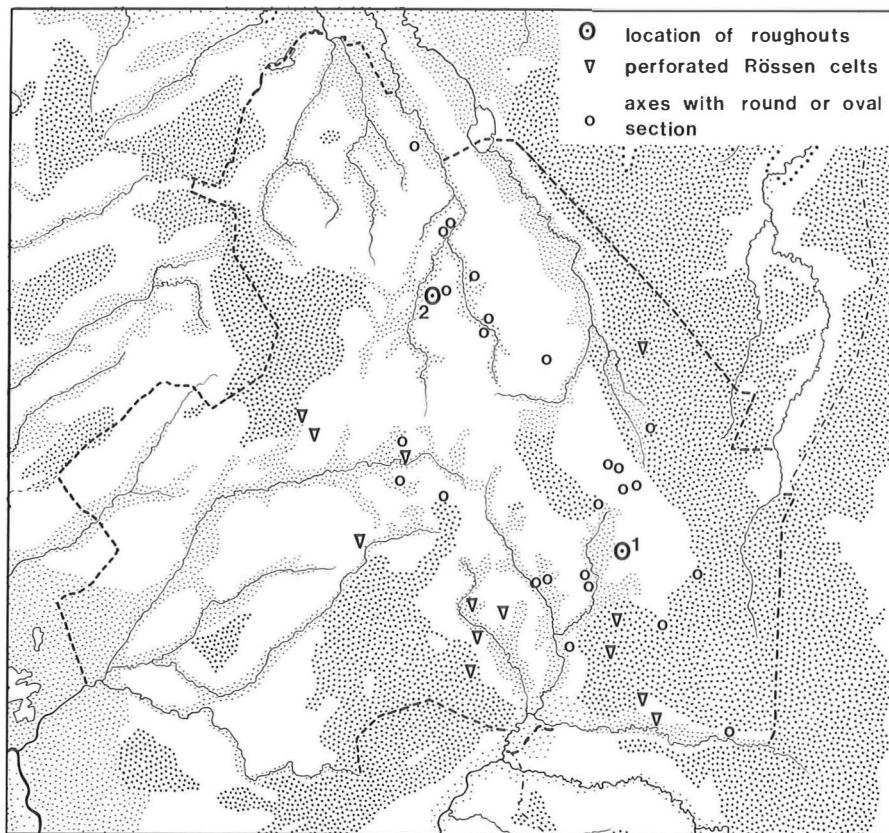 location of roughouts
perforated Rössen celts
axes with round or oval
section
2
1